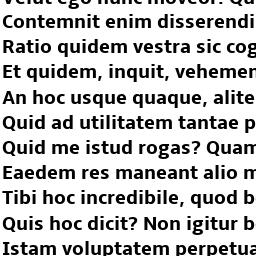 Velut ego nunc moveor. Qu
Contemnit enim disserendi
Ratio quidem vestra sic cog
Et quidem, inquit, vehemen
An hoc usque quaque, alite
Quid ad utilitatem tantae p
Quid me istud rogas? Quam
Eaedem res maneant alio m
Tibi hoc incredibile, quod b
Quis hoc dicit? Non igitur b
Istam voluptatem perpetua